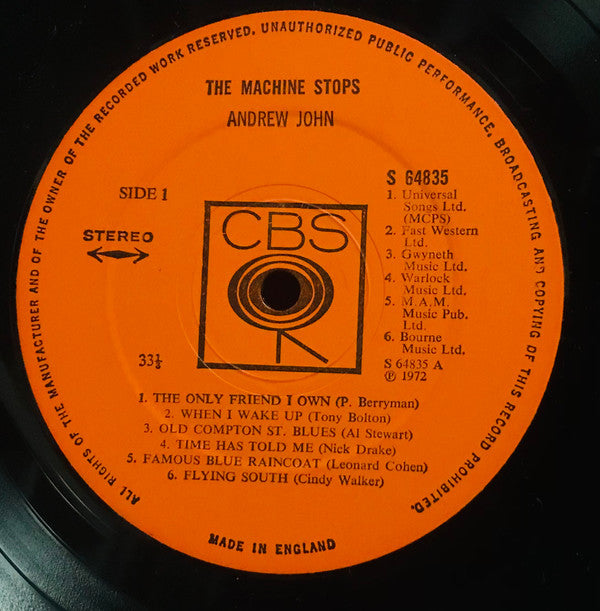 ALL RIGHTS OF THE MANUFACTURER AND OF THE OWNER OF THE RECORDED WORK RESERVED. UNAUTHORIZED PUBLIC PERFORMANCE, BROADCASTING AND COPYING OF THIS RECORD PROHIBITED.
THE MACHINE STOPS
ANDREW JOHN
SIDE 1
STEREO
CBS
33⅓
S 64835
1. Universal
Songs Ltd.
(MCPS)
2. Fast Western
Ltd.
3. Gwyneth
Music Ltd.
4. Warlock
Music Ltd.
5. M.A.M.
Music Pub.
Ltd.
6. Bourne
Music Ltd.
S 64835 A
℗ 1972
1. THE ONLY FRIEND I OWN (P. Berryman)
2. WHEN I WAKE UP (Tony Bolton)
3. OLD COMPTON ST. BLUES (Al Stewart)
4. TIME HAS TOLD ME (Nick Drake)
5. FAMOUS BLUE RAINCOAT (Leonard Cohen)
6. FLYING SOUTH (Cindy Walker)
MADE IN ENGLAND